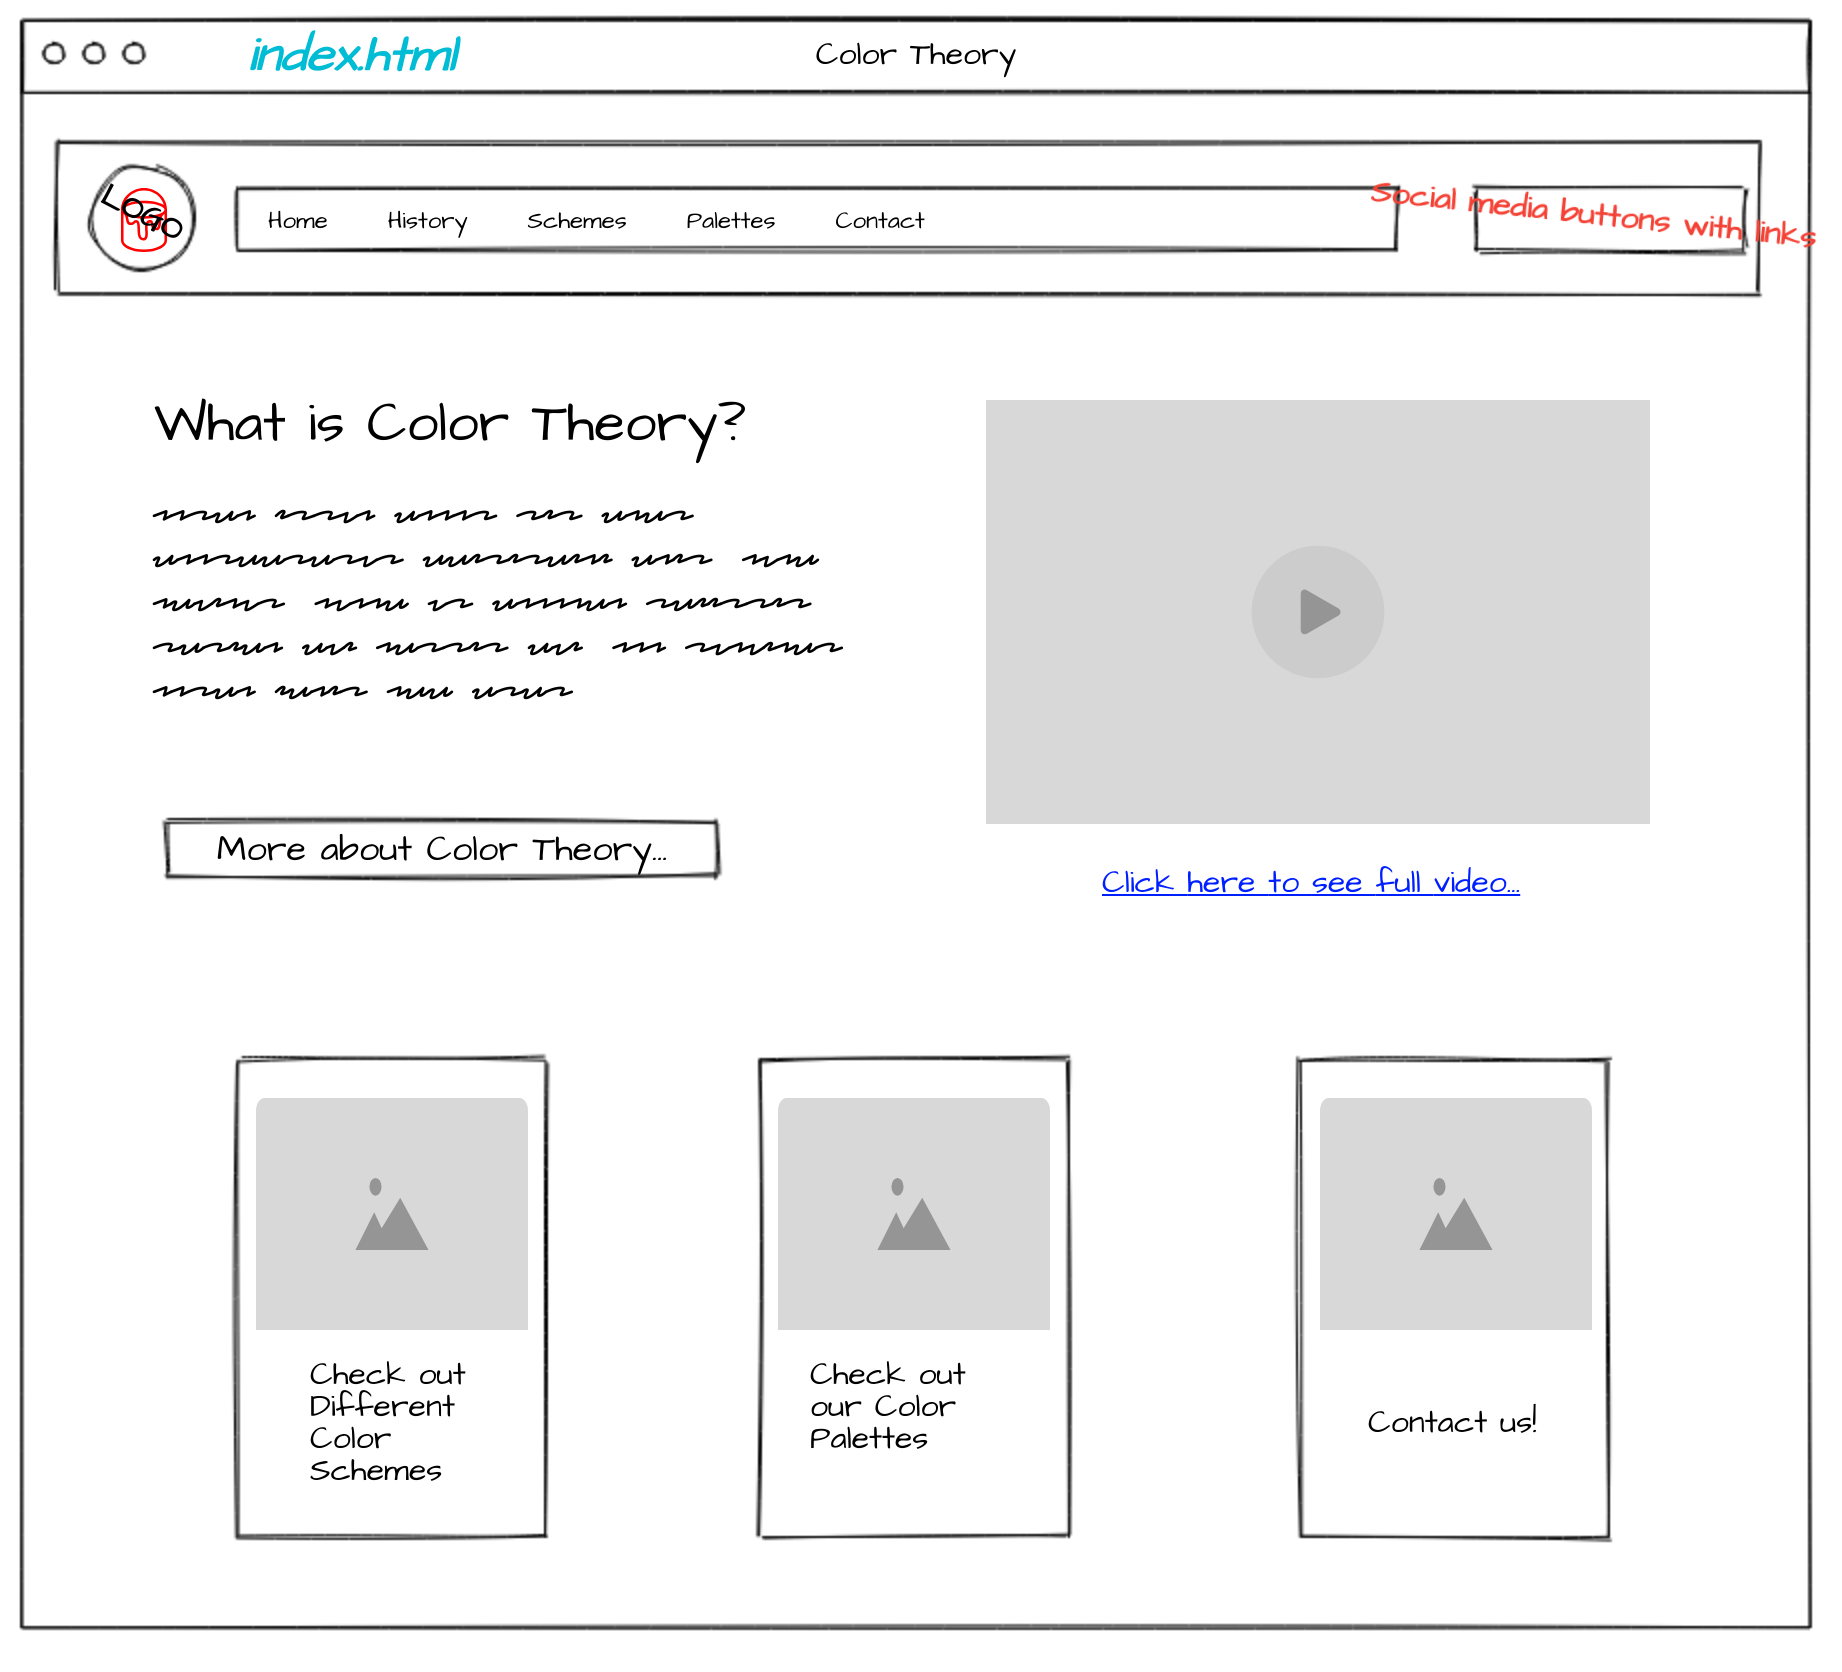 index.html
Color Theory
LOGO
Home History Schemes Palettes Contact
Social media buttons with links
What is Color Theory?
More about Color Theory...
Click here to see full video...
Check out
Different
Color
Schemes
Check out
our Color
Palettes
Contact us!